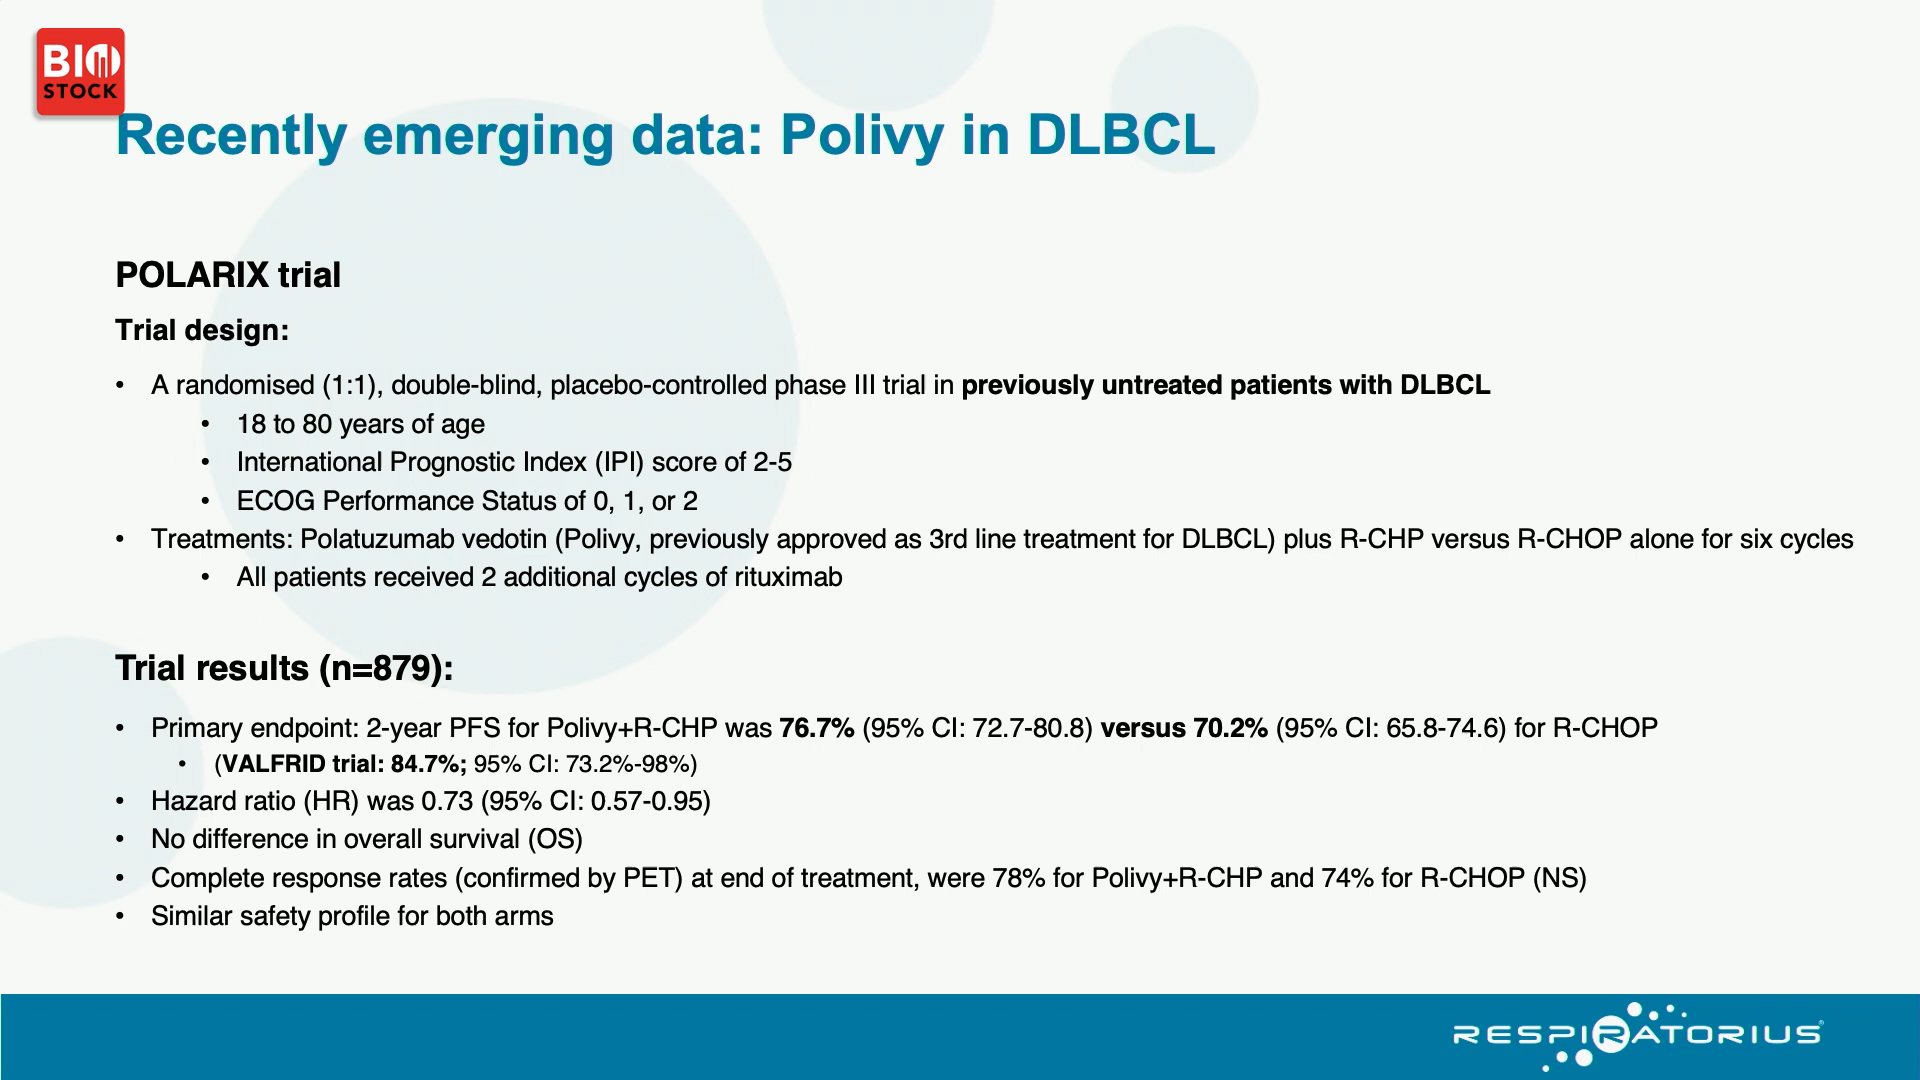 BIO
STOCK
Recently emerging data: Polivy in DLBCL
POLARIX trial
Trial design:
• A randomised (1:1), double-blind, placebo-controlled phase III trial in previously untreated patients with DLBCL
• 18 to 80 years of age
• International Prognostic Index (IPI) score of 2-5
• ECOG Performance Status of 0, 1, or 2
• Treatments: Polatuzumab vedotin (Polivy, previously approved as 3rd line treatment for DLBCL) plus R-CHP versus R-CHOP alone for six cycles
• All patients received 2 additional cycles of rituximab
Trial results (n=879):
• Primary endpoint: 2-year PFS for Polivy+R-CHP was 76.7% (95% CI: 72.7-80.8) versus 70.2% (95% CI: 65.8-74.6) for R-CHOP
• (VALFRID trial: 84.7%; 95% CI: 73.2%-98%)
• Hazard ratio (HR) was 0.73 (95% CI: 0.57-0.95)
• No difference in overall survival (OS)
• Complete response rates (confirmed by PET) at end of treatment, were 78% for Polivy+R-CHP and 74% for R-CHOP (NS)
• Similar safety profile for both arms
RESPIRATORIUS®